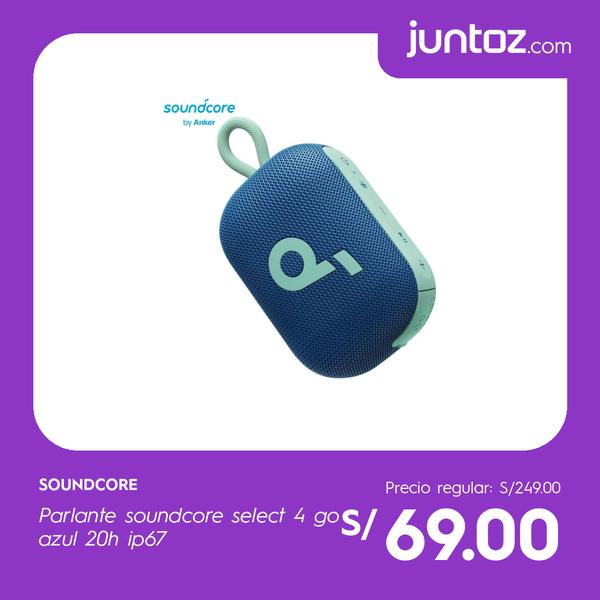 juntoz.com
soundcore
by Anker
SOUNDCORE
Parlante soundcore select 4 go
azul 20h ip67
Precio regular: S/249.00
S/ 69.00